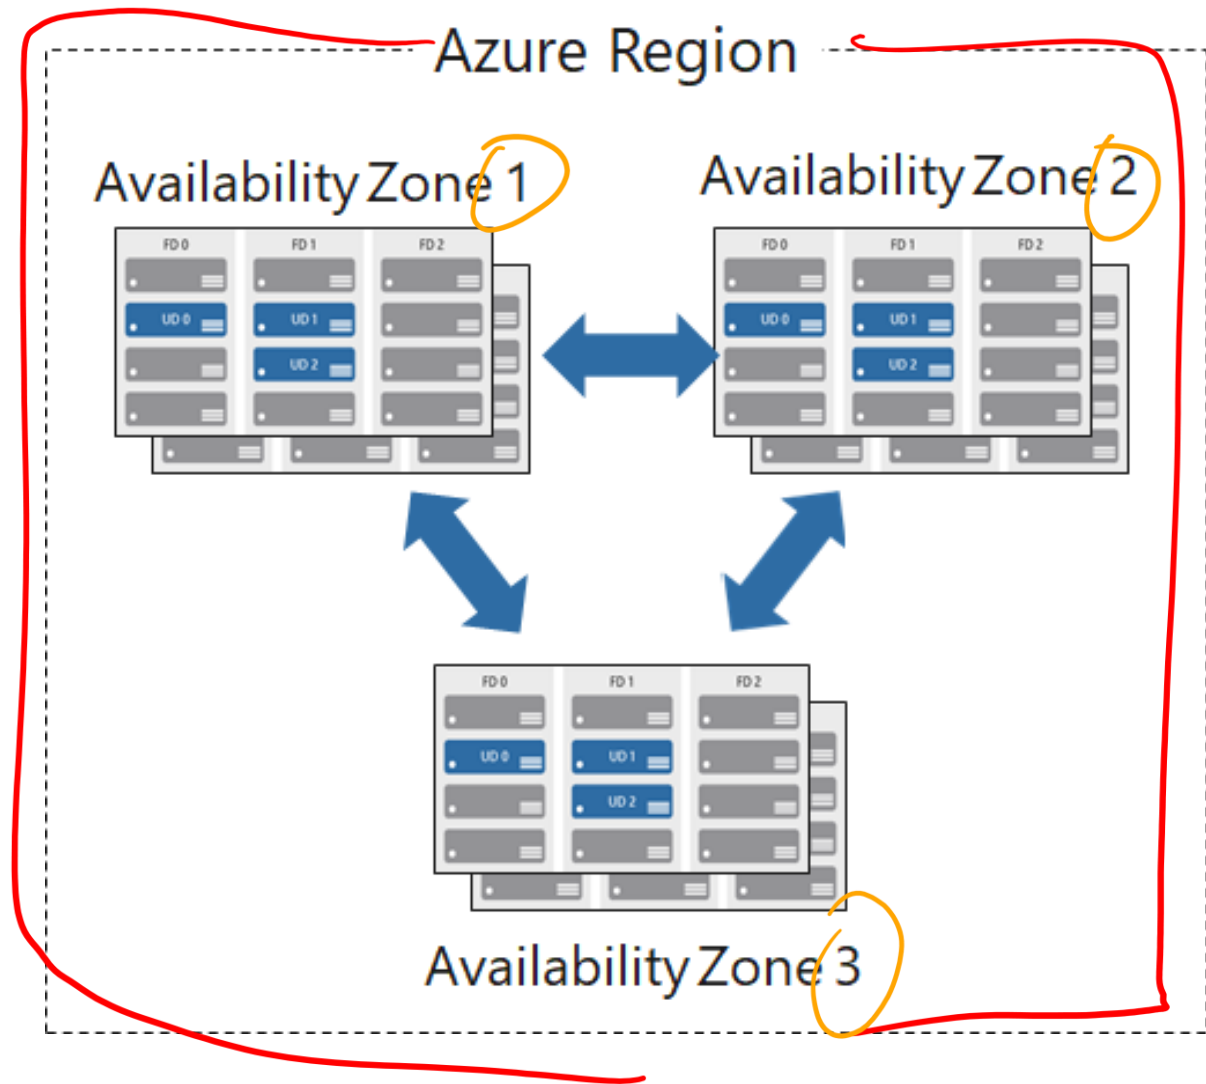 Azure Region
Availability Zone 1
FD 0 FD 1 FD 2
UD 0 UD 1
UD 2
Availability Zone 2
FD 0 FD 1 FD 2
UD 0 UD 1
UD 2
FD 0 FD 1 FD 2
UD 0 UD 1
UD 2
Availability Zone 3